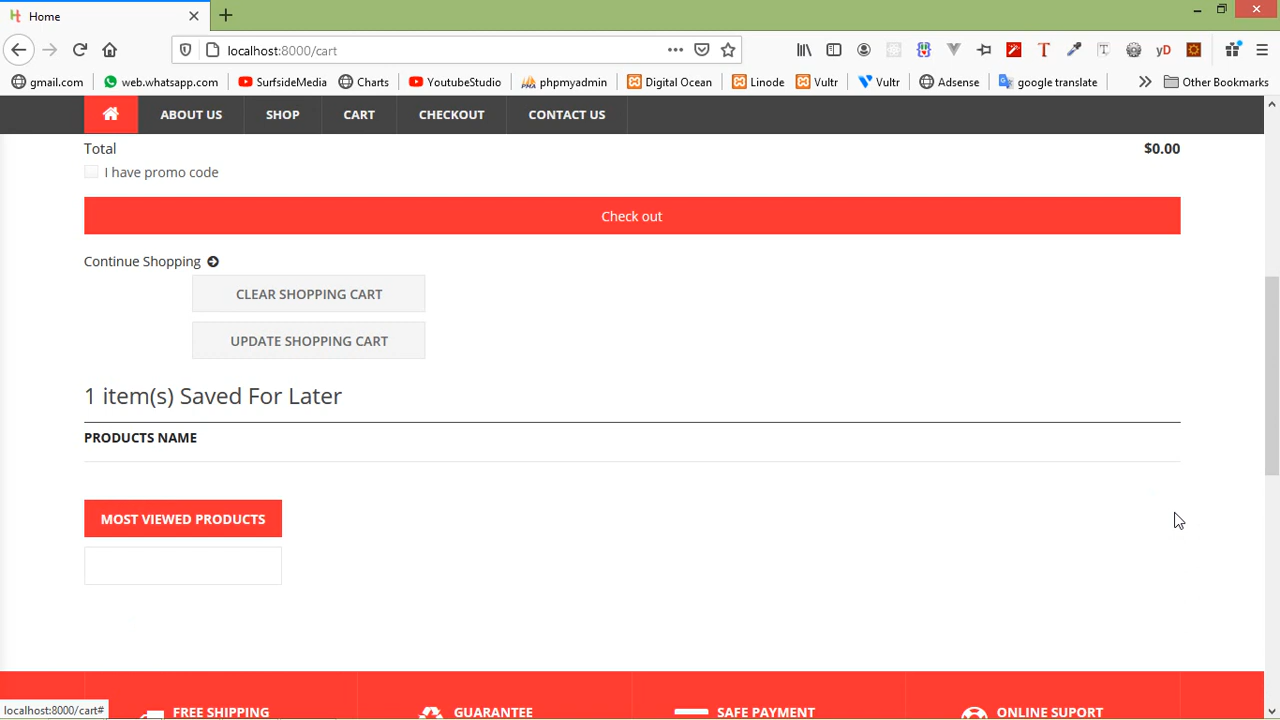 Home
localhost:8000/cart
yD
gmail.com
web.whatsapp.com
SurfsideMedia
Charts
YoutubeStudio
phpmyadmin
Digital Ocean
Linode
Vultr
Vultr
Adsense
google translate
Other Bookmarks
ABOUT US
SHOP
CART
CHECKOUT
CONTACT US
Total
$0.00
I have promo code
Check out
Continue Shopping
CLEAR SHOPPING CART
UPDATE SHOPPING CART
1 item(s) Saved For Later
PRODUCTS NAME
MOST VIEWED PRODUCTS
FREE SHIPPING
GUARANTEE
SAFE PAYMENT
ONLINE SUPORT
localhost:8000/cart#